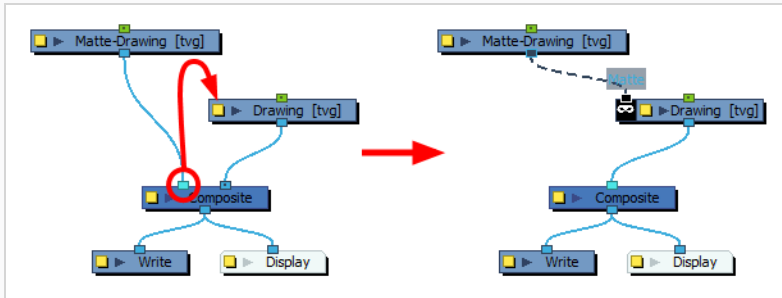 Matte-Drawing [tvg]
Drawing [tvg]
Composite
Write
Display
Matte-Drawing [tvg]
Matte
Drawing [tvg]
Composite
Write
Display